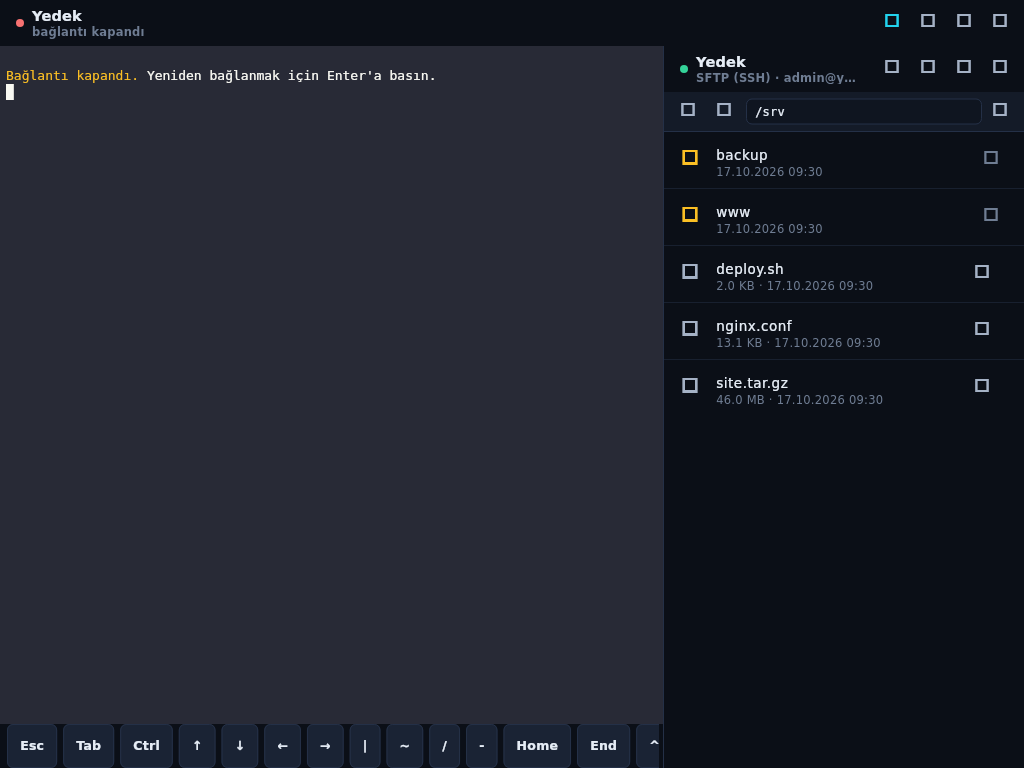 Yedek
bağlantı kapandı
Bağlantı kapandı. Yeniden bağlanmak için Enter'a basın.
Esc Tab Ctrl ↑ ↓ ← → | ~ / - Home End ^
Yedek
SFTP (SSH) · admin@y…
/srv
backup
17.10.2026 09:30
www
17.10.2026 09:30
deploy.sh
2.0 KB · 17.10.2026 09:30
nginx.conf
13.1 KB · 17.10.2026 09:30
site.tar.gz
46.0 MB · 17.10.2026 09:30